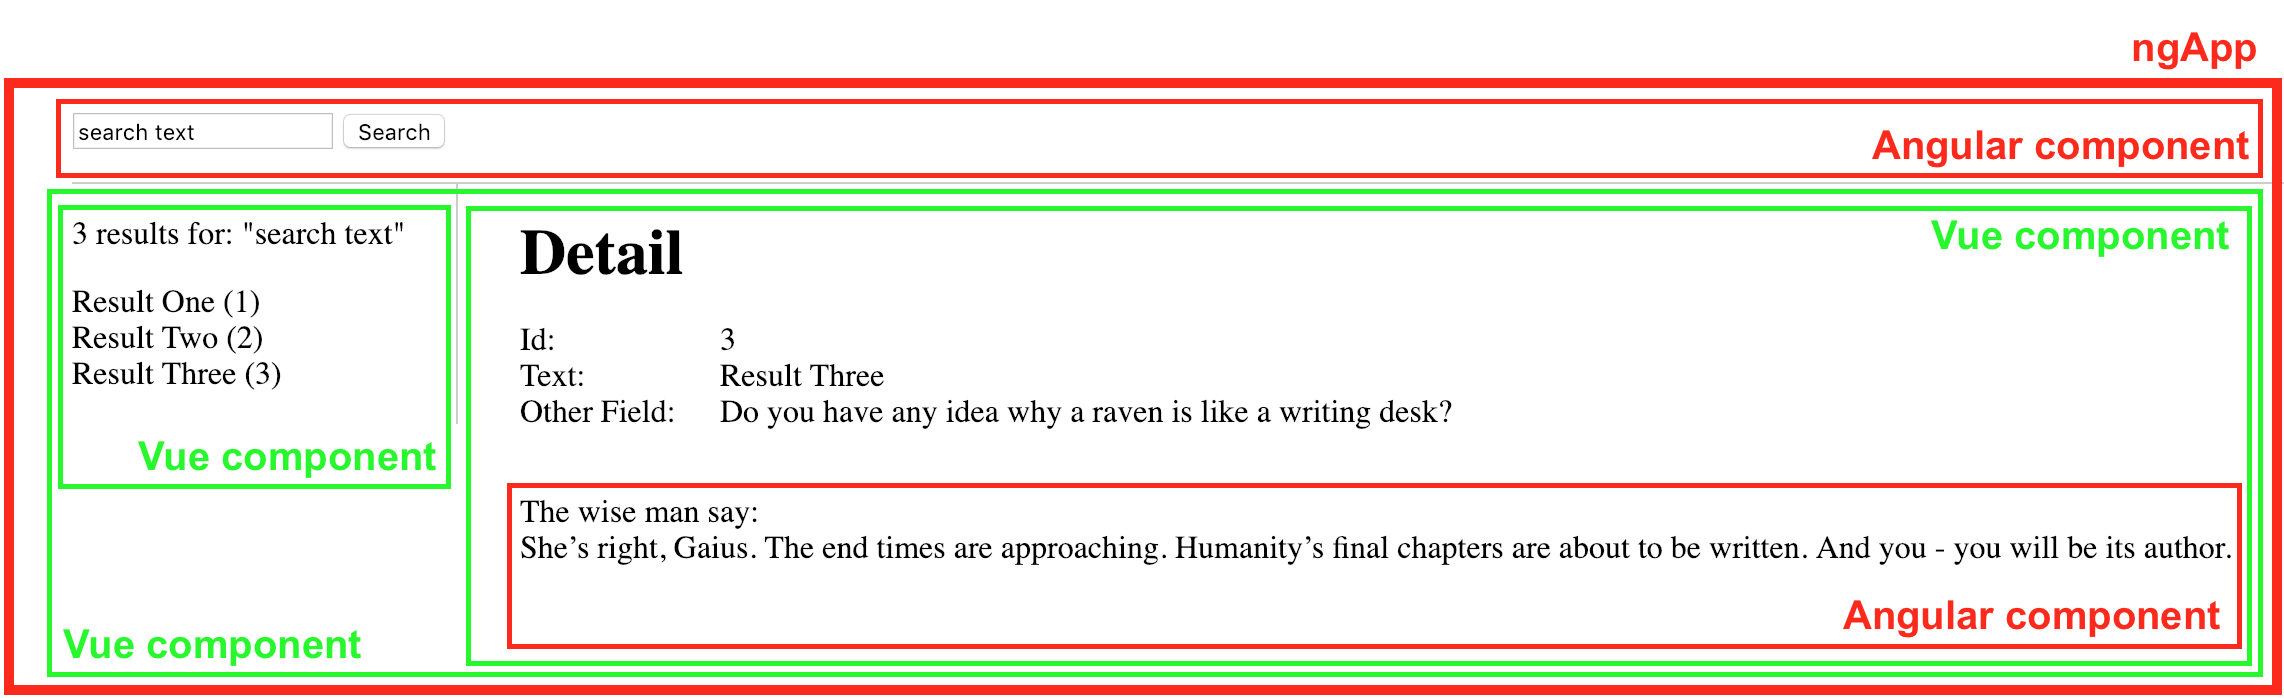 ngApp
search text Search
Angular component
3 results for: "search text"
Result One (1)
Result Two (2)
Result Three (3)
Vue component
Vue component
Vue component
Detail
Id: 3
Text: Result Three
Other Field: Do you have any idea why a raven is like a writing desk?
The wise man say:
She’s right, Gaius. The end times are approaching. Humanity’s final chapters are about to be written. And you - you will be its author.
Angular component